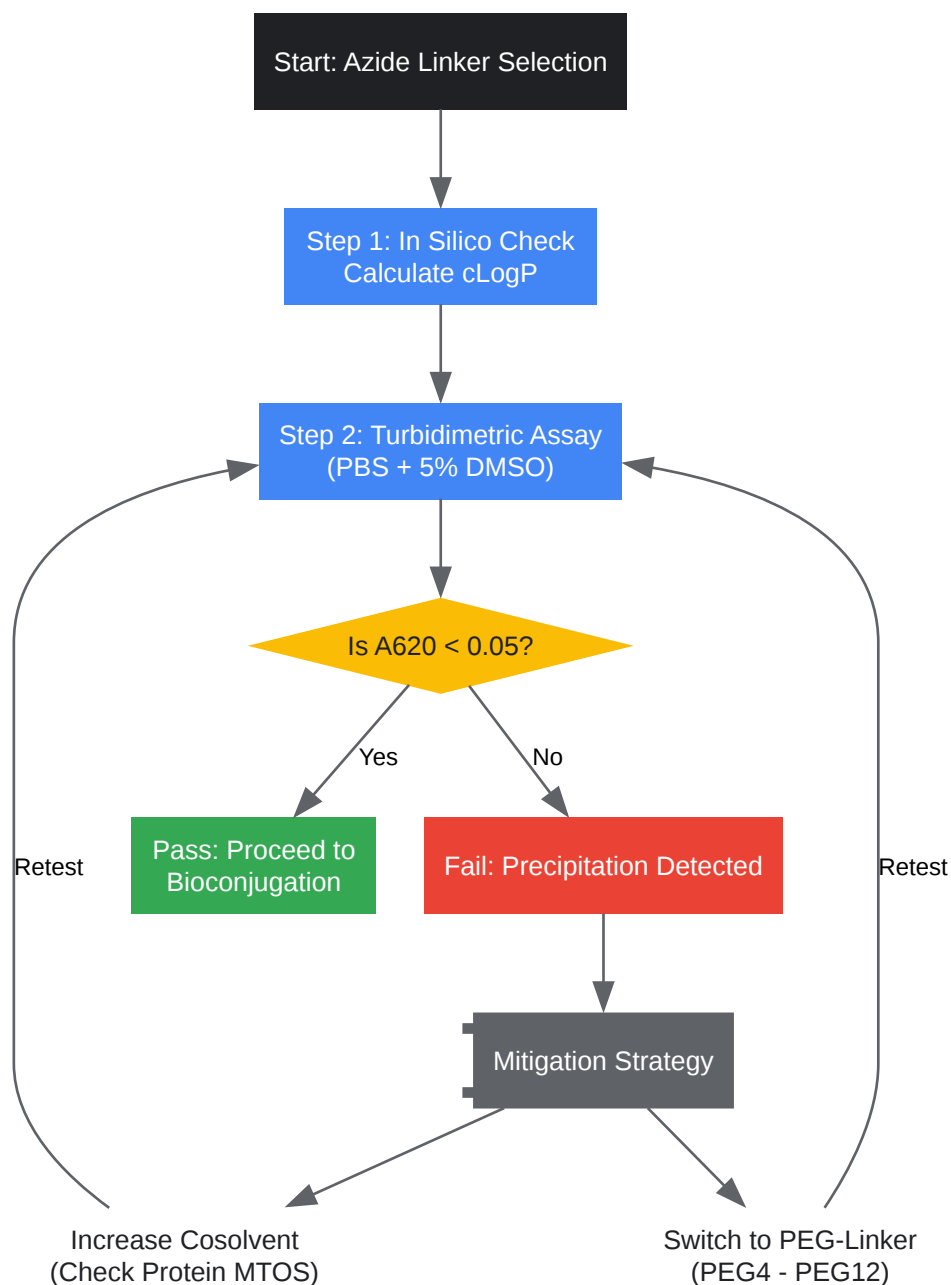 Start: Azide Linker Selection
Step 1: In Silico Check
Calculate cLogP
Step 2: Turbidimetric Assay
(PBS + 5% DMSO)
Is A620 < 0.05?
Yes
No
Pass: Proceed to
Bioconjugation
Fail: Precipitation Detected
Retest
Retest
Mitigation Strategy
Increase Cosolvent
(Check Protein MTOS)
Switch to PEG-Linker
(PEG4 - PEG12)